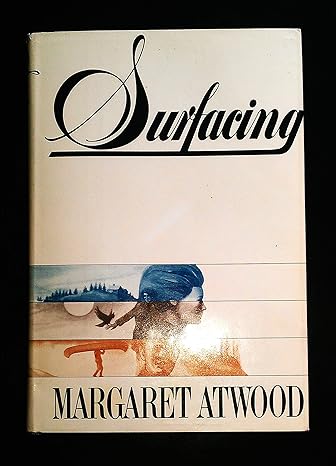 Surfacing
MARGARET ATWOOD